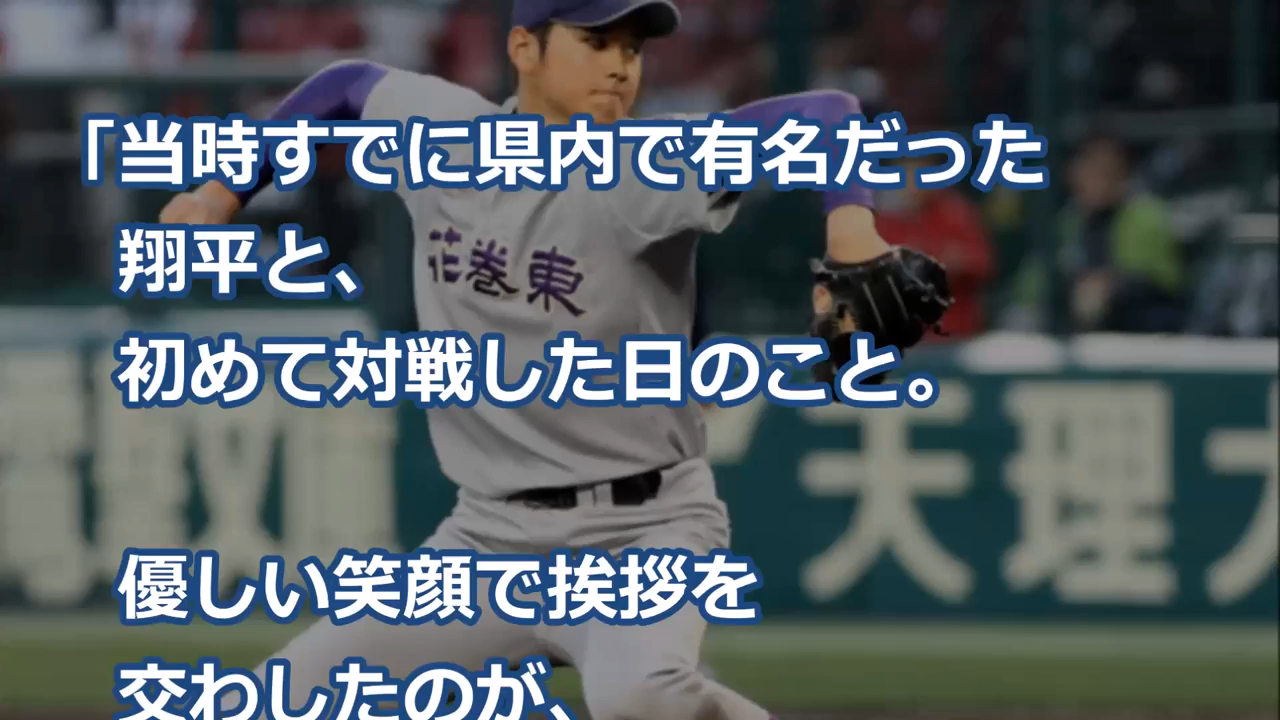 「当時すでに県内で有名だった
翔平と、
初めて対戦した日のこと。
優しい笑顔で挨拶を
交わしたのが、
花巻東
天理大